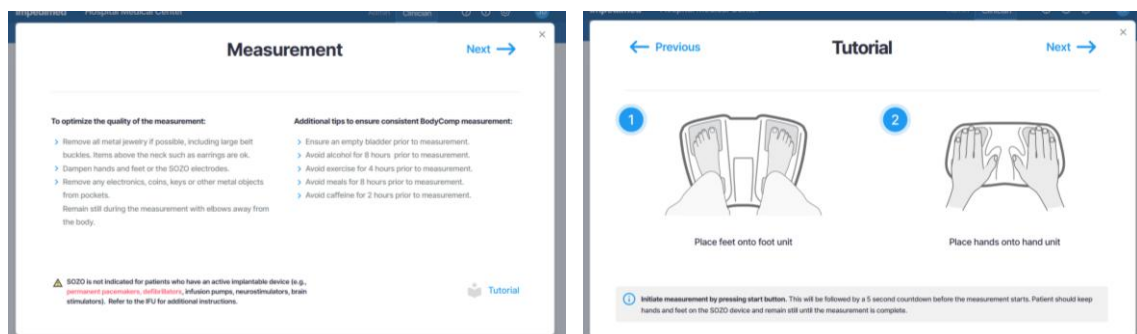 impedimed Hospital Medical Center Admin Clinician
Measurement
Next
To optimize the quality of the measurement:
Remove all metal jewelry if possible, including large belt
buckles. Items above the neck such as earrings are ok.
Dampen hands and feet or the SOZO electrodes.
Remove any electronics, coins, keys or other metal objects
from pockets.
Remain still during the measurement with elbows away from
the body.
Additional tips to ensure consistent BodyComp measurement:
Ensure an empty bladder prior to measurement.
Avoid alcohol for 8 hours prior to measurement.
Avoid exercise for 4 hours prior to measurement.
Avoid meals for 8 hours prior to measurement.
Avoid caffeine for 2 hours prior to measurement.
SOZO is not indicated for patients who have an active implantable device (e.g.,
permanent pacemakers, defibrillators, infusion pumps, neurostimulators, brain
stimulators). Refer to the IFU for additional instructions.
Tutorial
Previous
Tutorial
Next
1
2
Place feet onto foot unit
Place hands onto hand unit
Initiate measurement by pressing start button. This will be followed by a 5 second countdown before the measurement starts. Patient should keep
hands and feet on the SOZO device and remain still until the measurement is complete.